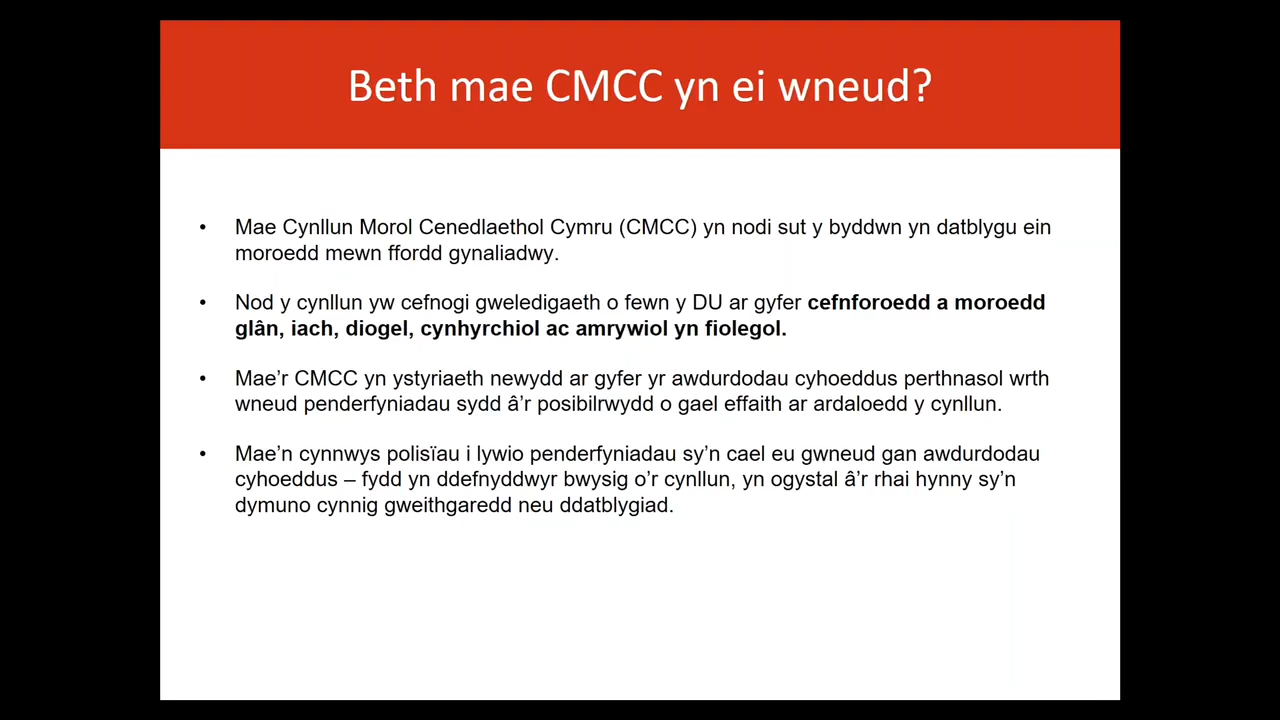 Beth mae CMCC yn ei wneud?
• Mae Cynllun Morol Cenedlaethol Cymru (CMCC) yn nodi sut y byddwn yn datblygu ein
moroedd mewn ffordd gynaliadwy.
• Nod y cynllun yw cefnogi gweledigaeth o fewn y DU ar gyfer cefnforoedd a moroedd
glân, iach, diogel, cynhyrchiol ac amrywiol yn fiolegol.
• Mae’r CMCC yn ystyriaeth newydd ar gyfer yr awdurdodau cyhoeddus perthnasol wrth
wneud penderfyniadau sydd â’r posibilrwydd o gael effaith ar ardaloedd y cynllun.
• Mae’n cynnwys polisïau i lywio penderfyniadau sy’n cael eu gwneud gan awdurdodau
cyhoeddus – fydd yn ddefnyddwyr bwysig o’r cynllun, yn ogystal â’r rhai hynny sy’n
dymuno cynnig gweithgaredd neu ddatblygiad.